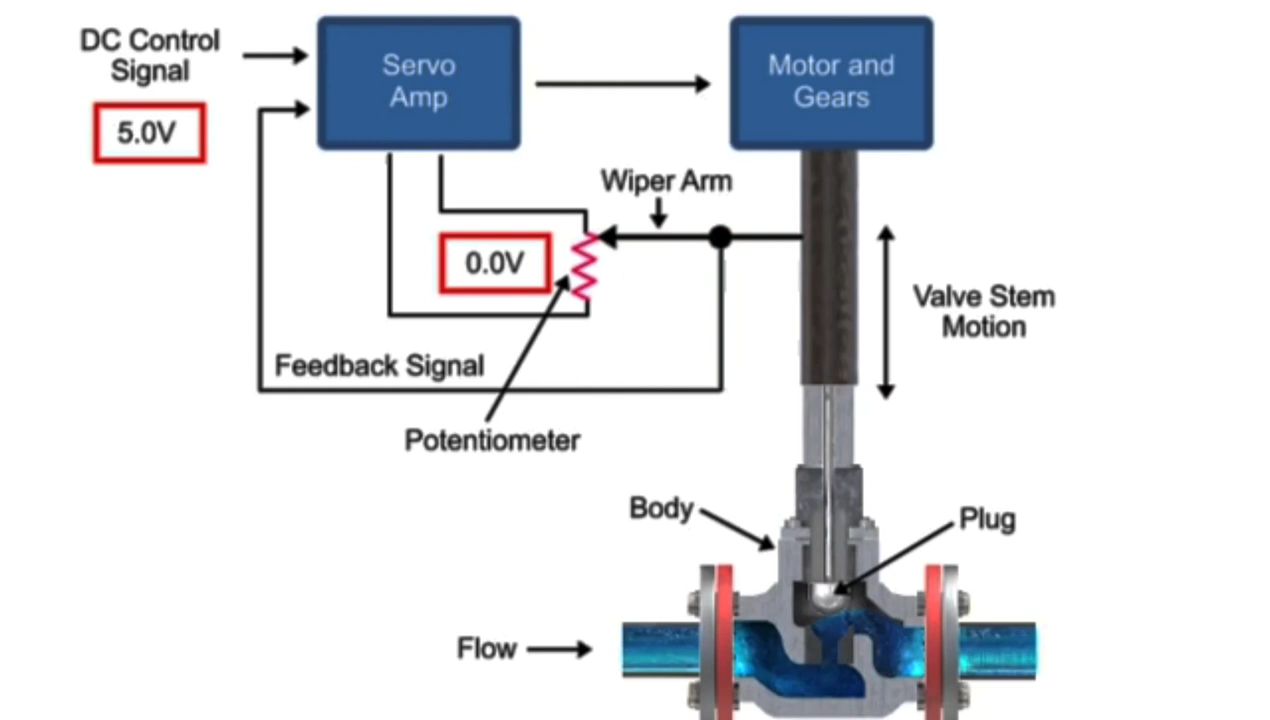 DC Control
Signal
5.0V
Servo
Amp
Motor and
Gears
Wiper Arm
0.0V
Valve Stem
Motion
Feedback Signal
Potentiometer
Body
Plug
Flow